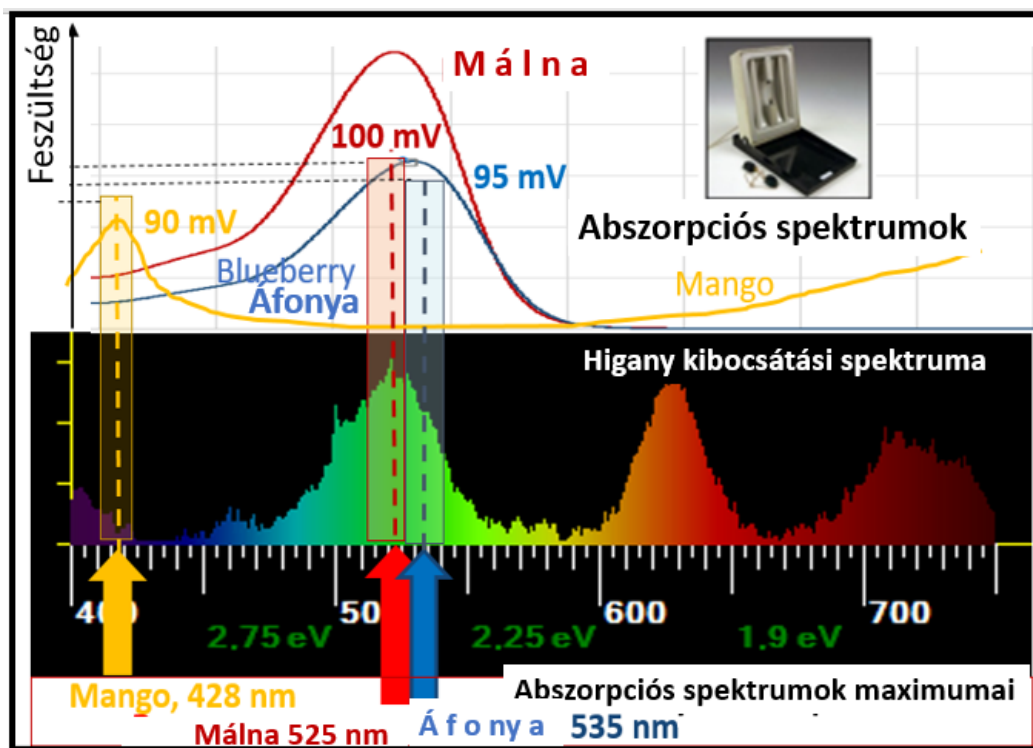 Feszültség
Málna
100 mV
95 mV
90 mV
Abszorpciós spektrumok
Blueberry
Áfonya
Mango
Higany kibocsátási spektruma
400 500 600 700
2.75 eV 2.25 eV 1.9 eV
Mango, 428 nm
Abszorpciós spektrumok maximumai
Málna 525 nm
Áfonya 535 nm